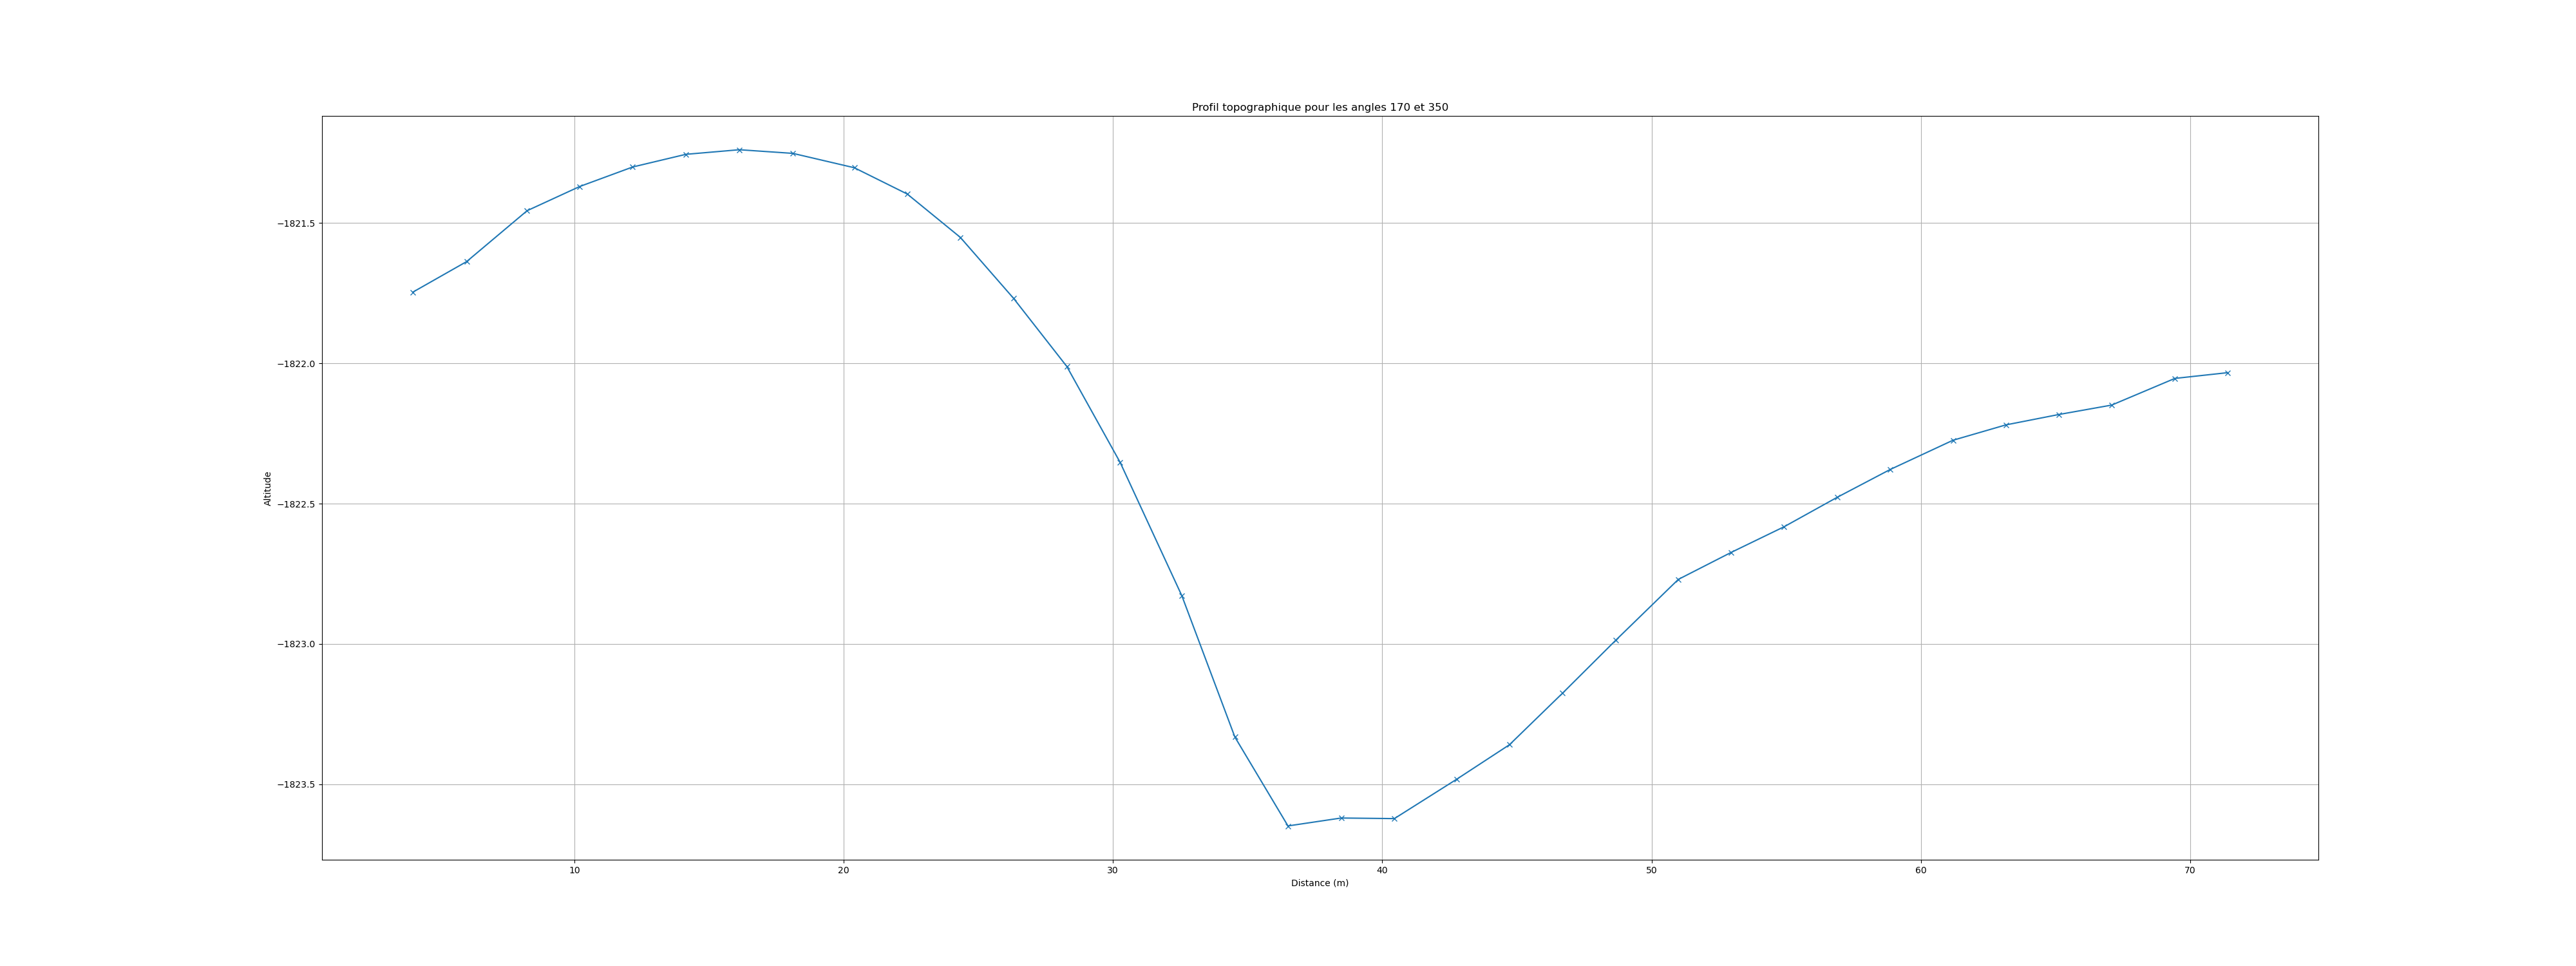 Profil topographique pour les angles 170 et 350
Altitude
−1821.5
−1822.0
−1822.5
−1823.0
−1823.5
10 20 30 40 50 60 70
Distance (m)